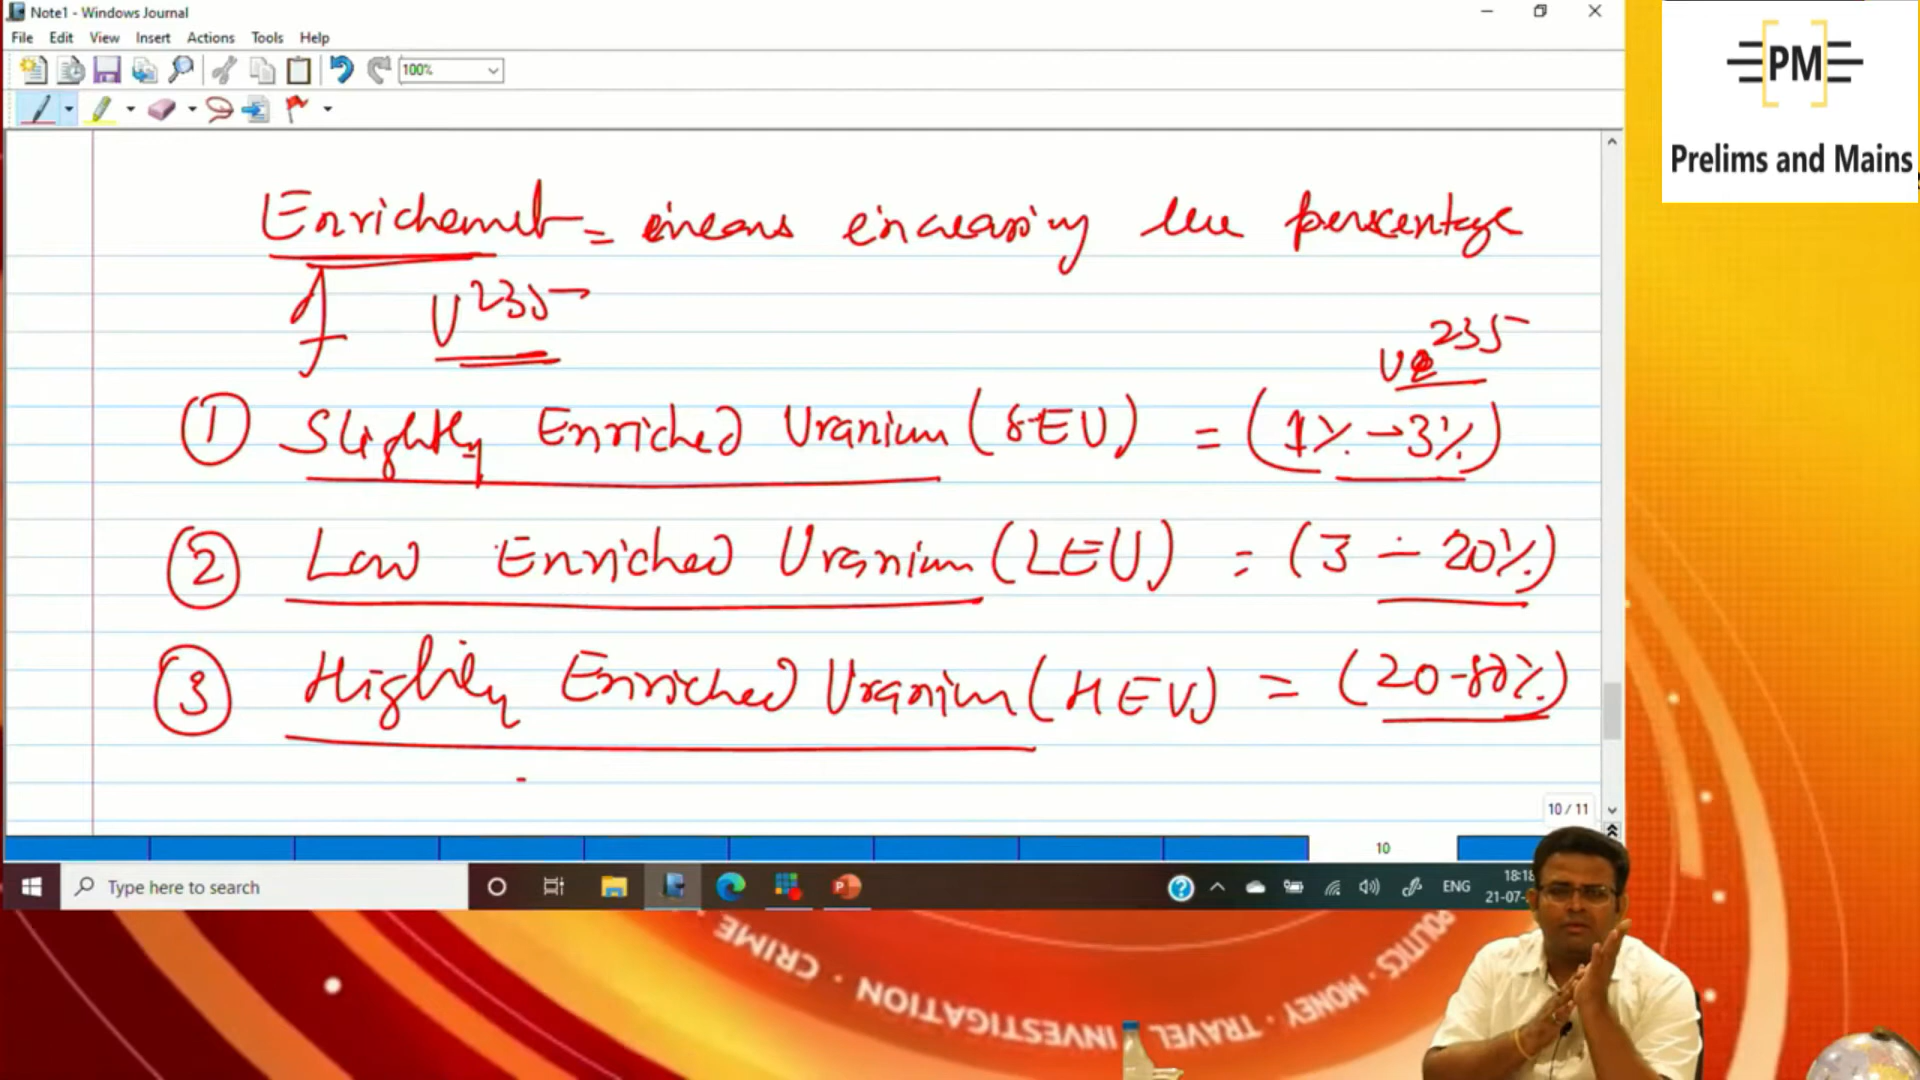 Note1 - Windows Journal
File Edit View Insert Actions Tools Help
100%
[PM]
Prelims and Mains
Enrichemet = means encreasing the percentage
of U235
U 235
① Slightly Enriched Uranium (SEU) = (1% - 3%)
② Low Enriched Uranium (LEU) = (3 - 20%)
③ Highly Enriched Uranium (HEU) = (20-80%)
10 / 11
10
Type here to search
ENG
18:18
21-07-
CRIME · INVESTIGATION · TRAVEL · MONEY · POLITICS